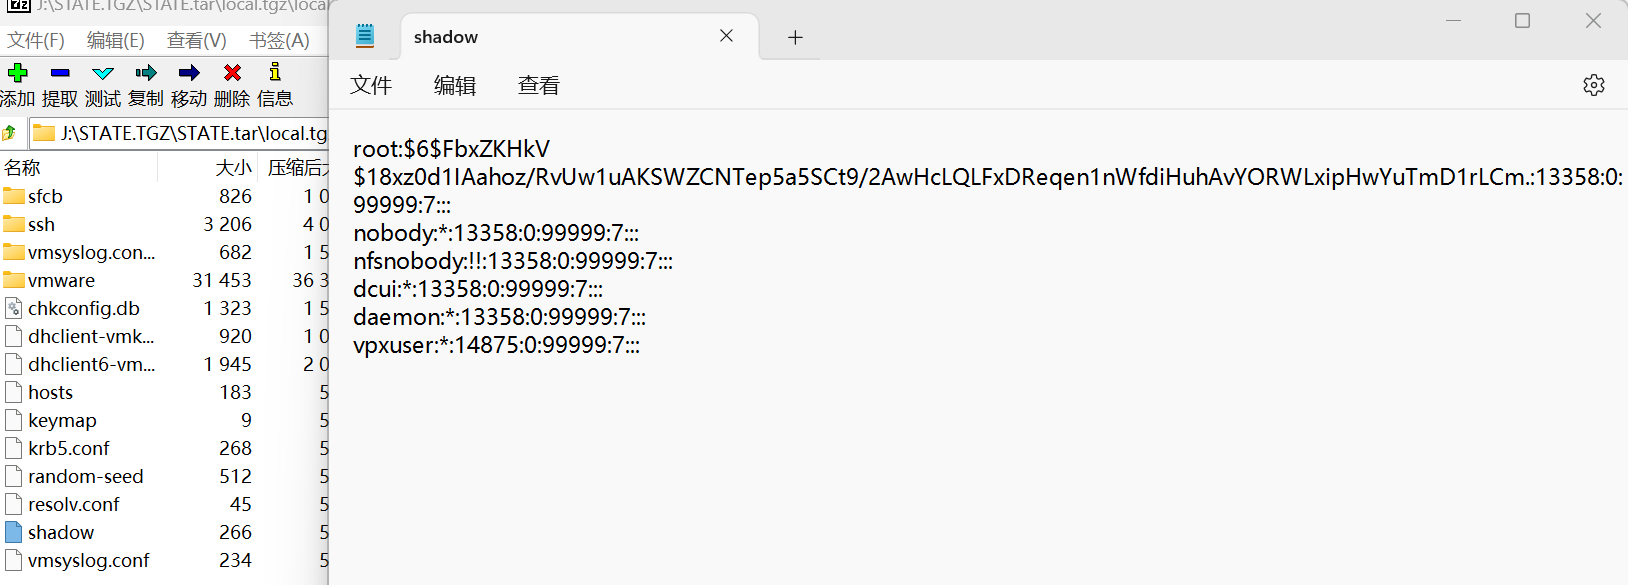 J:\STATE.TGZ\STATE.tar\local.tgz\local
文件(F) 编辑(E) 查看(V) 书签(A)
添加 提取 测试 复制 移动 删除 信息
J:\STATE.TGZ\STATE.tar\local.tg
名称 大小 压缩后
sfcb 826 1 0
ssh 3 206 4 0
vmsyslog.con... 682 1 5
vmware 31 453 36 3
chkconfig.db 1 323 1 5
dhclient-vmk... 920 1 0
dhclient6-vm... 1 945 2 0
hosts 183 5
keymap 9 5
krb5.conf 268 5
random-seed 512 5
resolv.conf 45 5
shadow 266 5
vmsyslog.conf 234 5
shadow
文件 编辑 查看
root:$6$FbxZKHkV
$18xz0d1IAahoz/RvUw1uAKSWZCNTep5a5SCt9/2AwHcLQLFxDReqen1nWfdiHuhAvYORWLxipHwYuTmD1rLCm.:13358:0:
99999:7:::
nobody:*:13358:0:99999:7:::
nfsnobody:!!:13358:0:99999:7:::
dcui:*:13358:0:99999:7:::
daemon:*:13358:0:99999:7:::
vpxuser:*:14875:0:99999:7:::